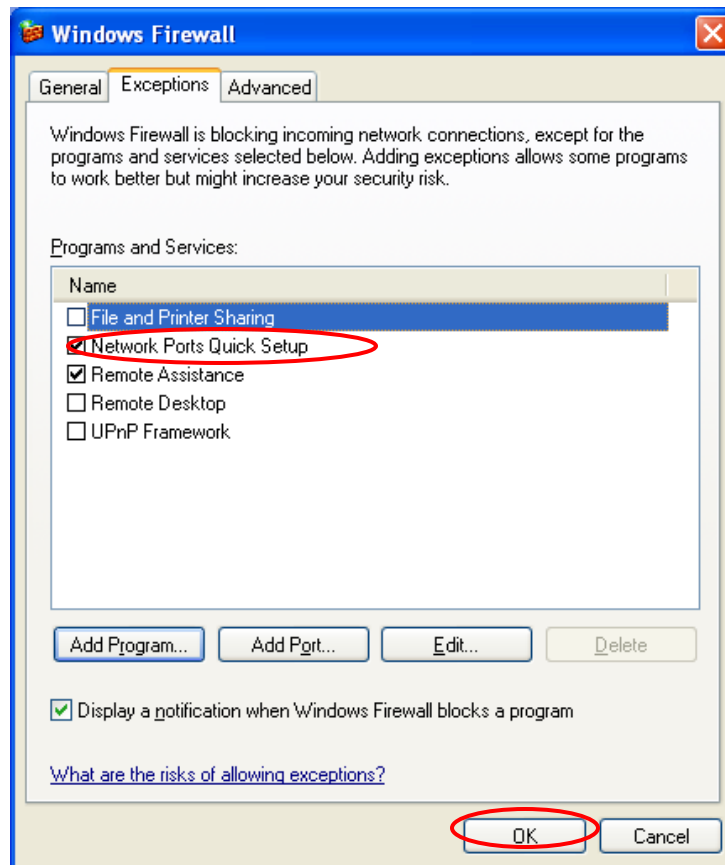 Windows Firewall
General Exceptions Advanced
Windows Firewall is blocking incoming network connections, except for the
programs and services selected below. Adding exceptions allows some programs
to work better but might increase your security risk.
Programs and Services:
Name
File and Printer Sharing
Network Ports Quick Setup
Remote Assistance
Remote Desktop
UPnP Framework
Add Program... Add Port... Edit... Delete
Display a notification when Windows Firewall blocks a program
What are the risks of allowing exceptions?
OK Cancel